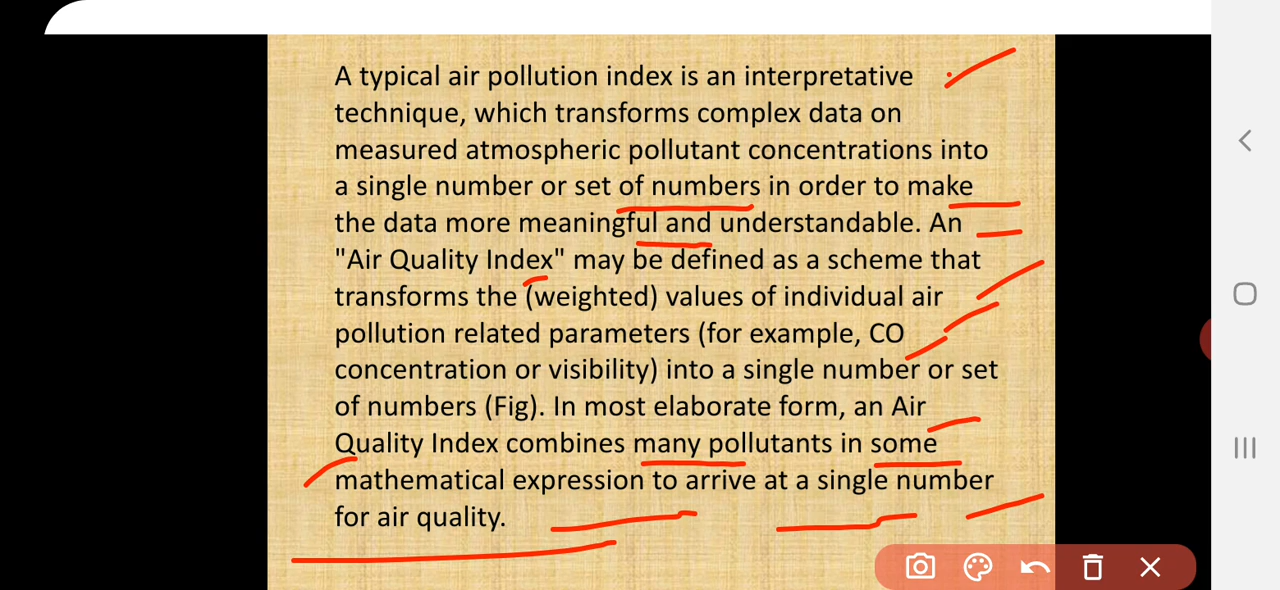 A typical air pollution index is an interpretative
technique, which transforms complex data on
measured atmospheric pollutant concentrations into
a single number or set of numbers in order to make
the data more meaningful and understandable. An
"Air Quality Index" may be defined as a scheme that
transforms the (weighted) values of individual air
pollution related parameters (for example, CO
concentration or visibility) into a single number or set
of numbers (Fig). In most elaborate form, an Air
Quality Index combines many pollutants in some
mathematical expression to arrive at a single number
for air quality.